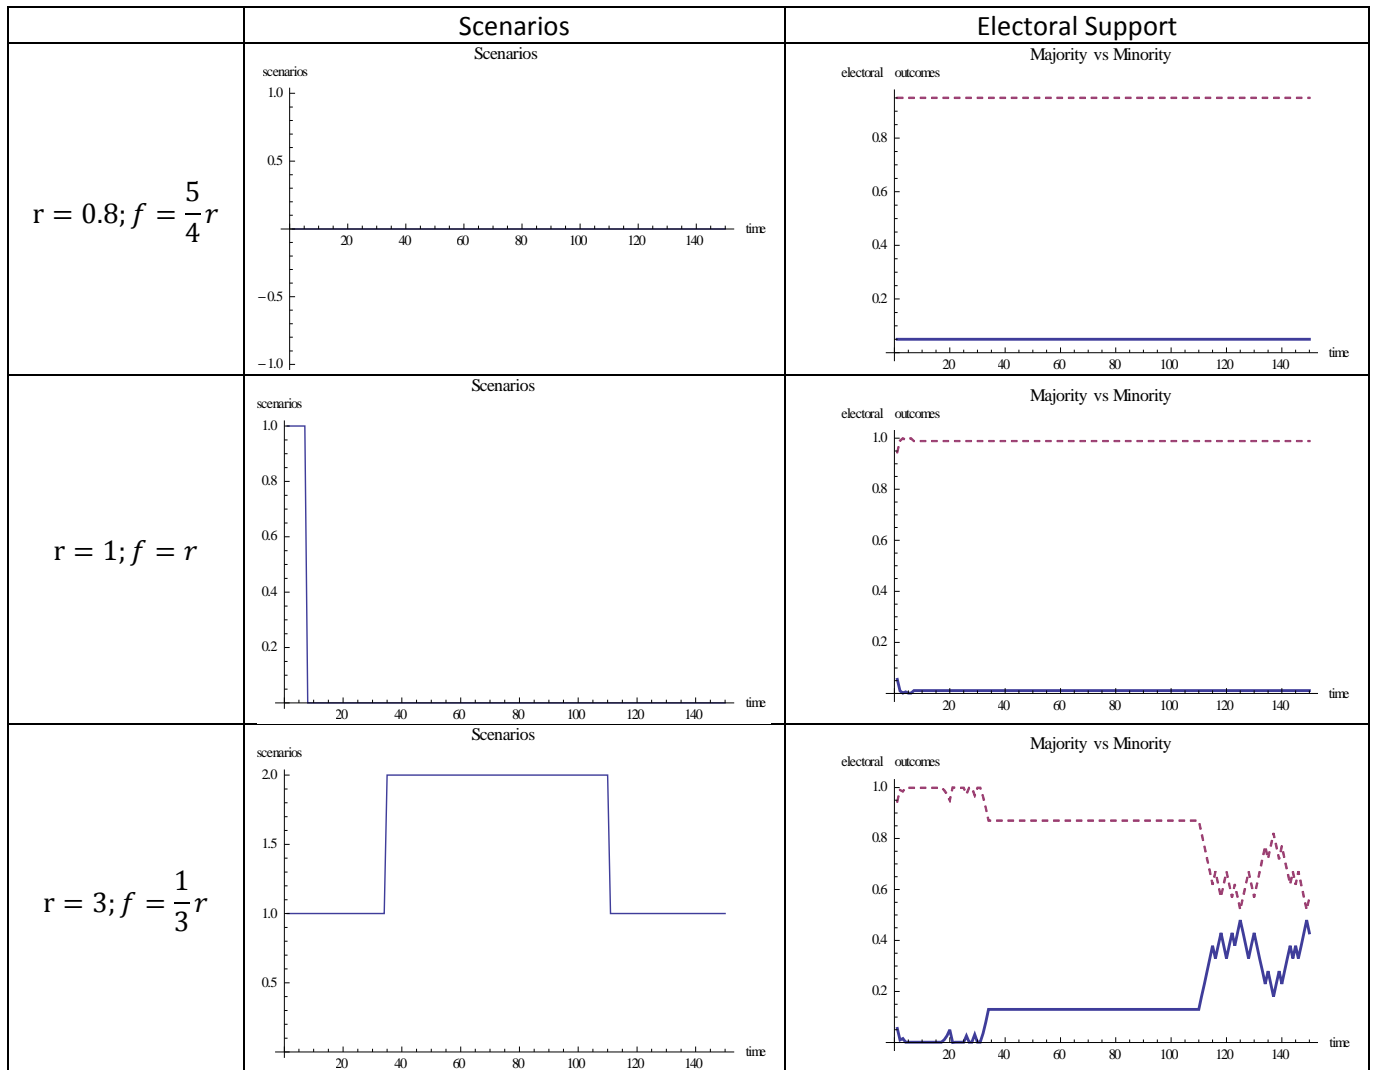 Scenarios Electoral Support
r = 0.8; f = 5/4 r
Scenarios
scenarios
1.0
0.5
−0.5
−1.0
20 40 60 80 100 120 140 time
Majority vs Minority
electoral outcomes
0.8
0.6
0.4
0.2
20 40 60 80 100 120 140 time
r = 1; f = r
Scenarios
scenarios
1.0
0.8
0.6
0.4
0.2
20 40 60 80 100 120 140 time
Majority vs Minority
electoral outcomes
1.0
0.8
0.6
0.4
0.2
20 40 60 80 100 120 140 time
r = 3; f = 1/3 r
Scenarios
scenarios
2.0
1.5
1.0
0.5
20 40 60 80 100 120 140 time
Majority vs Minority
electoral outcomes
1.0
0.8
0.6
0.4
0.2
20 40 60 80 100 120 140 time